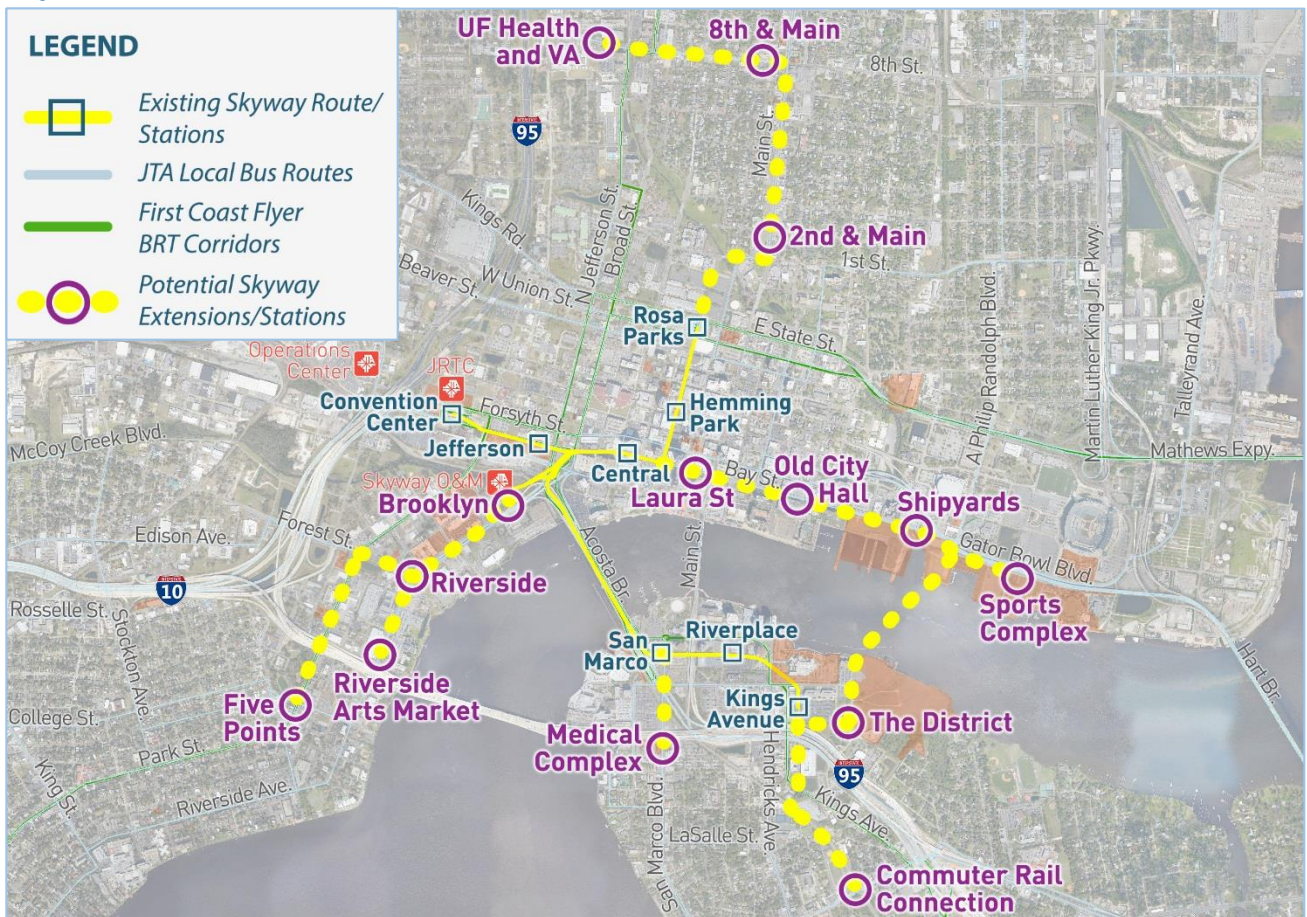 LEGEND
Existing Skyway Route/
Stations
JTA Local Bus Routes
First Coast Flyer
BRT Corridors
Potential Skyway
Extensions/Stations
UF Health
and VA
8th & Main
8th St.
95
Main St.
Kings Rd.
N Jefferson St.
Broad St.
2nd & Main
1st St.
Beaver St.
W Union St.
Rosa
Parks
E State St.
A Philip Randolph Blvd.
Martin Luther King Jr. Pkwy.
Talleyrand Ave.
Operations
Center
JRTC
Convention
Center
Forsyth St.
Hemming
Park
McCoy Creek Blvd.
Jefferson
Central
Mathews Expy.
Skyway O&M
Brooklyn
Laura St
Bay St.
Old City
Hall
Shipyards
Edison Ave.
Forest St.
Acosta Br.
Main St.
Gator Bowl Blvd.
10
Riverside
Sports
Complex
Rosselle St.
Stockton Ave.
San
Marco
Riverplace
Hart Br.
Riverside
Arts Market
Five
Points
Kings
Avenue
The District
College St.
Park St.
Medical
Complex
Hendricks Ave.
95
King St.
Riverside Ave.
San Marco Blvd.
LaSalle St.
Kings Ave.
Commuter Rail
Connection